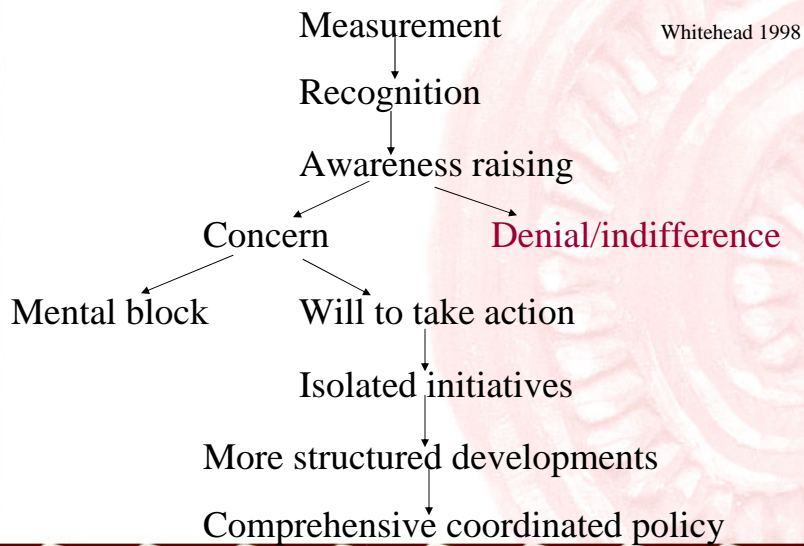 Measurement
Whitehead 1998
Recognition
Awareness raising
Concern
Denial/indifference
Mental block
Will to take action
Isolated initiatives
More structured developments
Comprehensive coordinated policy